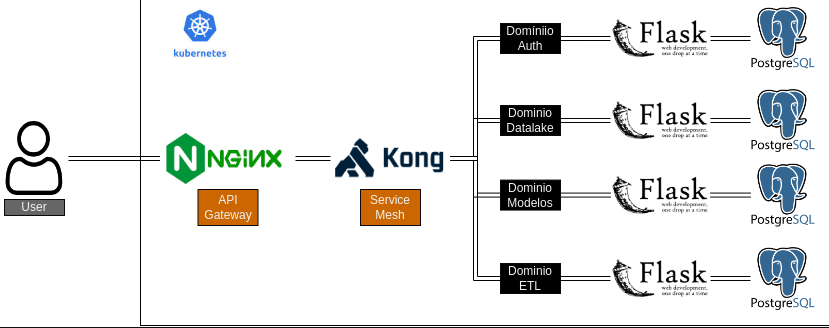 kubernetes
User
NGINX
API
Gateway
Kong
Service
Mesh
Domíniio
Auth
Flask
web development,
one drop at a time
PostgreSQL
Dominio
Datalake
Flask
web development,
one drop at a time
PostgreSQL
Dominio
Modelos
Flask
web development,
one drop at a time
PostgreSQL
Dominio
ETL
Flask
web development,
one drop at a time
PostgreSQL